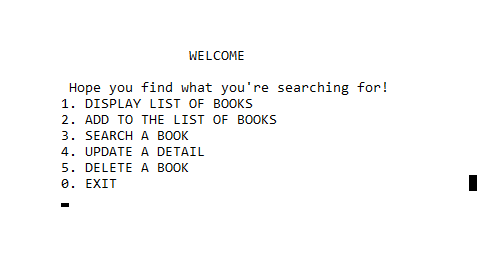 WELCOME
Hope you find what you're searching for!
1. DISPLAY LIST OF BOOKS
2. ADD TO THE LIST OF BOOKS
3. SEARCH A BOOK
4. UPDATE A DETAIL
5. DELETE A BOOK
0. EXIT